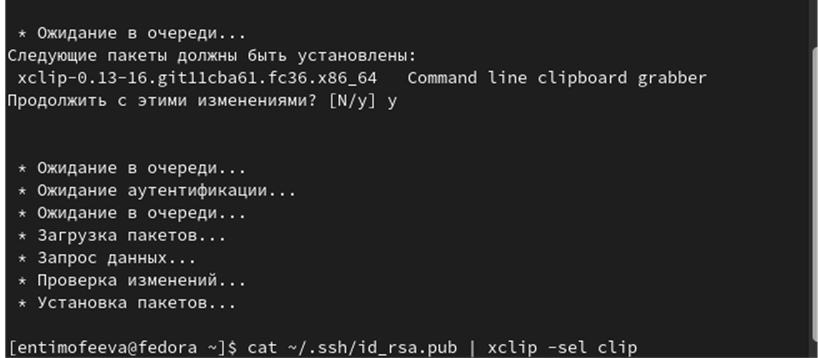 * Ожидание в очереди...
Следующие пакеты должны быть установлены:
xclip-0.13-16.git11cba61.fc36.x86_64   Command line clipboard grabber
Продолжить с этими изменениями? [N/y] y
* Ожидание в очереди...
* Ожидание аутентификации...
* Ожидание в очереди...
* Загрузка пакетов...
* Запрос данных...
* Проверка изменений...
* Установка пакетов...
[entimofeeva@fedora ~]$ cat ~/.ssh/id_rsa.pub | xclip -sel clip